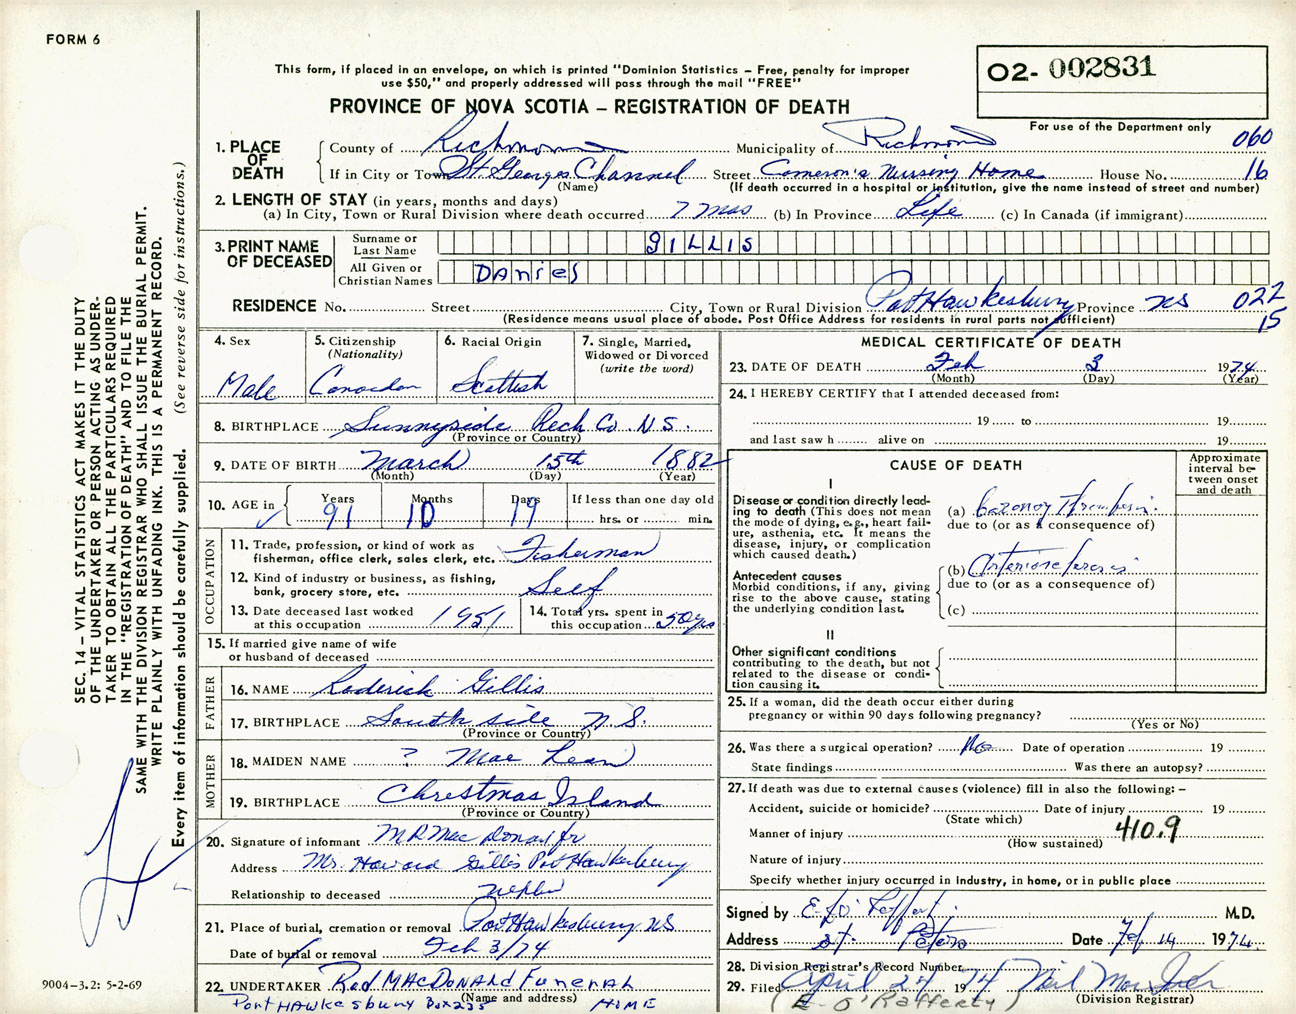 FORM 6
This form, if placed in an envelope, on which is printed "Dominion Statistics – Free, penalty for improper
use $50," and properly addressed will pass through the mail "FREE"
PROVINCE OF NOVA SCOTIA – REGISTRATION OF DEATH
02- 002831
For use of the Department only
1. PLACE OF DEATH
County of Richmond Municipality of Richmond 060
If in City or Town St Georges Channel Street Cameron's Nursing Home House No. 16
(Name) (If death occurred in a hospital or institution, give the name instead of street and number)
2. LENGTH OF STAY (in years, months and days)
(a) In City, Town or Rural Division where death occurred 7 mos (b) In Province Life (c) In Canada (if immigrant)
3. PRINT NAME OF DECEASED
Surname or Last Name GILLIS
All Given or Christian Names DANIEL
RESIDENCE No. Street City, Town or Rural Division Port Hawkesbury Province NS 022
(Residence means usual place of abode. Post Office Address for residents in rural parts not sufficient) 15
4. Sex Male
5. Citizenship (Nationality) Canadian
6. Racial Origin Scottish
7. Single, Married, Widowed or Divorced (write the word)
8. BIRTHPLACE Sunnyside Rich Co. N S.
(Province or Country)
9. DATE OF BIRTH March 15th 1882
(Month) (Day) (Year)
10. AGE in Years 91 Months 10 Days 19 If less than one day old
hrs. or min.
OCCUPATION
11. Trade, profession, or kind of work as
fisherman, office clerk, sales clerk, etc. Fisherman
12. Kind of industry or business, as fishing,
bank, grocery store, etc. Self
13. Date deceased last worked
at this occupation 1951
14. Total yrs. spent in
this occupation 50 yrs
15. If married give name of wife
or husband of deceased
FATHER
16. NAME Roderick Gillis
17. BIRTHPLACE South side N.S.
(Province or Country)
MOTHER
18. MAIDEN NAME ? Mac Lean
19. BIRTHPLACE Christmas Island
(Province or Country)
20. Signature of informant
Address Mr. Howard Gillis Port Hawkesbury
Relationship to deceased nephew
21. Place of burial, cremation or removal Port Hawkesbury NS
Date of burial or removal Feb 3/74
22. UNDERTAKER Rod MACDONALD FUNERAL
(Name and address) HOME
PORT HAWKESBURY Box 235
MEDICAL CERTIFICATE OF DEATH
23. DATE OF DEATH Feb 3 1974
(Month) (Day) (Year)
24. I HEREBY CERTIFY that I attended deceased from:
19 to 19
and last saw h alive on 19
CAUSE OF DEATH
Approximate interval between onset and death
I
Disease or condition directly leading to death (This does not mean the mode of dying, e.g., heart failure, asthenia, etc. It means the disease, injury, or complication which caused death.)
(a) Coronary Thrombosis
due to (or as a consequence of)
Antecedent causes
Morbid conditions, if any, giving rise to the above cause, stating the underlying condition last.
(b) Arteriosclerosis
due to (or as a consequence of)
(c)
II
Other significant conditions
contributing to the death, but not related to the disease or condition causing it.
25. If a woman, did the death occur either during
pregnancy or within 90 days following pregnancy?
(Yes or No)
26. Was there a surgical operation? No Date of operation 19
State findings Was there an autopsy?
27. If death was due to external causes (violence) fill in also the following: –
Accident, suicide or homicide? Date of injury 19
(State which)
Manner of injury 410.9
(How sustained)
Nature of injury
Specify whether injury occurred in industry, in home, or in public place
Signed by M.D.
Address St. Peters Date Feb 14 1974
28. Division Registrar's Record Number
29. Filed April 27 1974
(E. O'Rafferty) (Division Registrar)
SEC. 14 – VITAL STATISTICS ACT MAKES IT THE DUTY
OF THE UNDERTAKER OR PERSON ACTING AS UNDER-
TAKER TO OBTAIN ALL THE PARTICULARS REQUIRED
IN THE "REGISTRATION OF DEATH" AND TO FILE THE
SAME WITH THE DIVISION REGISTRAR WHO SHALL ISSUE THE BURIAL PERMIT.
WRITE PLAINLY WITH UNFADING INK. THIS IS A PERMANENT RECORD.
Every item of information should be carefully supplied. (See reverse side for instructions.)
9004-3.2: 5-2-69